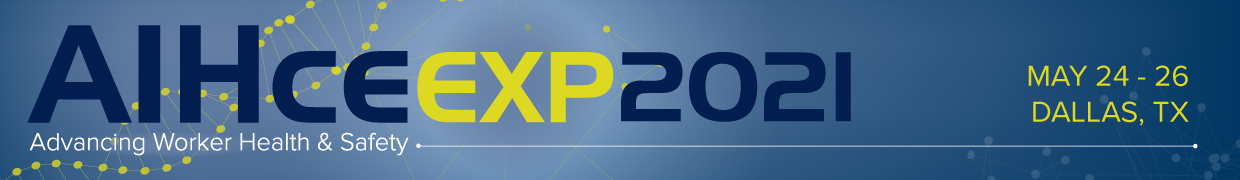 AIHceEXP2021
Advancing Worker Health & Safety
MAY 24 - 26
DALLAS, TX